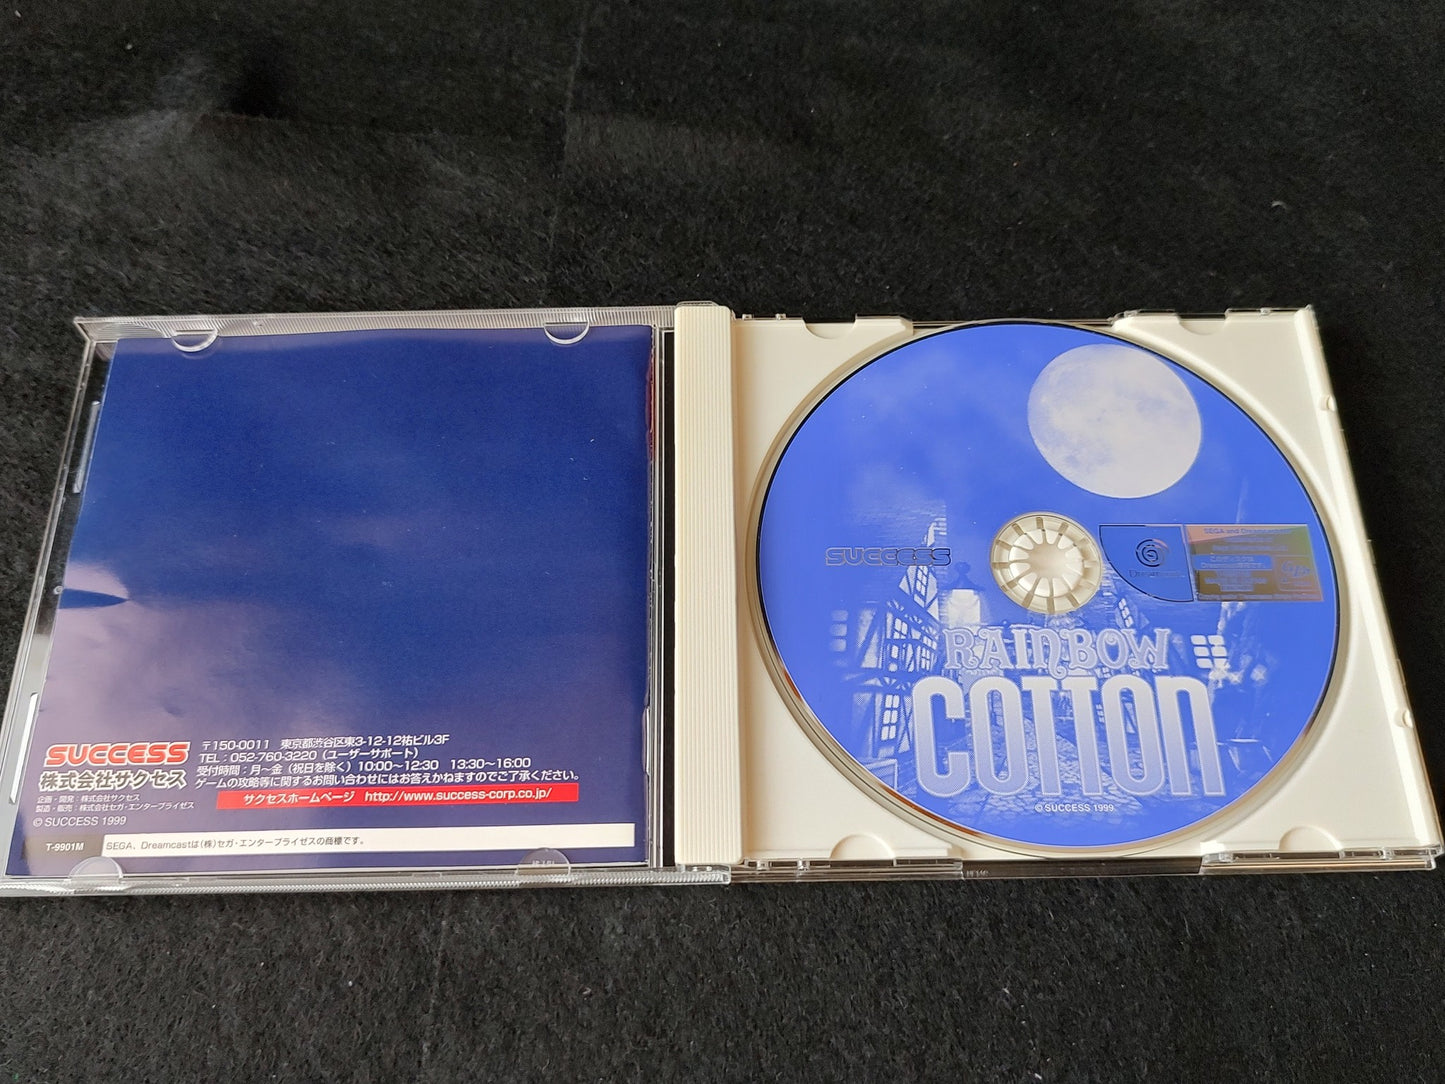 SUCCESS
株式会社サクセス
〒150-0011 東京都渋谷区東3-12-12祐ビル3F
TEL : 052-760-3220 (ユーザーサポート)
受付時間 : 月～金 (祝日を除く) 10:00～12:30 13:30～16:00
ゲームの攻略等に関するお問い合わせにはお答えかねますのでご了承ください。
サクセスホームページ http://www.success-corp.co.jp/
企画・開発 : 株式会社サクセス
製造・販売 : 株式会社セガ・エンタープライゼス
© SUCCESS 1999
T-9901M
SEGA、Dreamcastは(株)セガ・エンタープライゼスの商標です。
SUCCESS
Dreamcast
SEGA and Dreamcast
RAINBOW
COTTON
© SUCCESS 1999